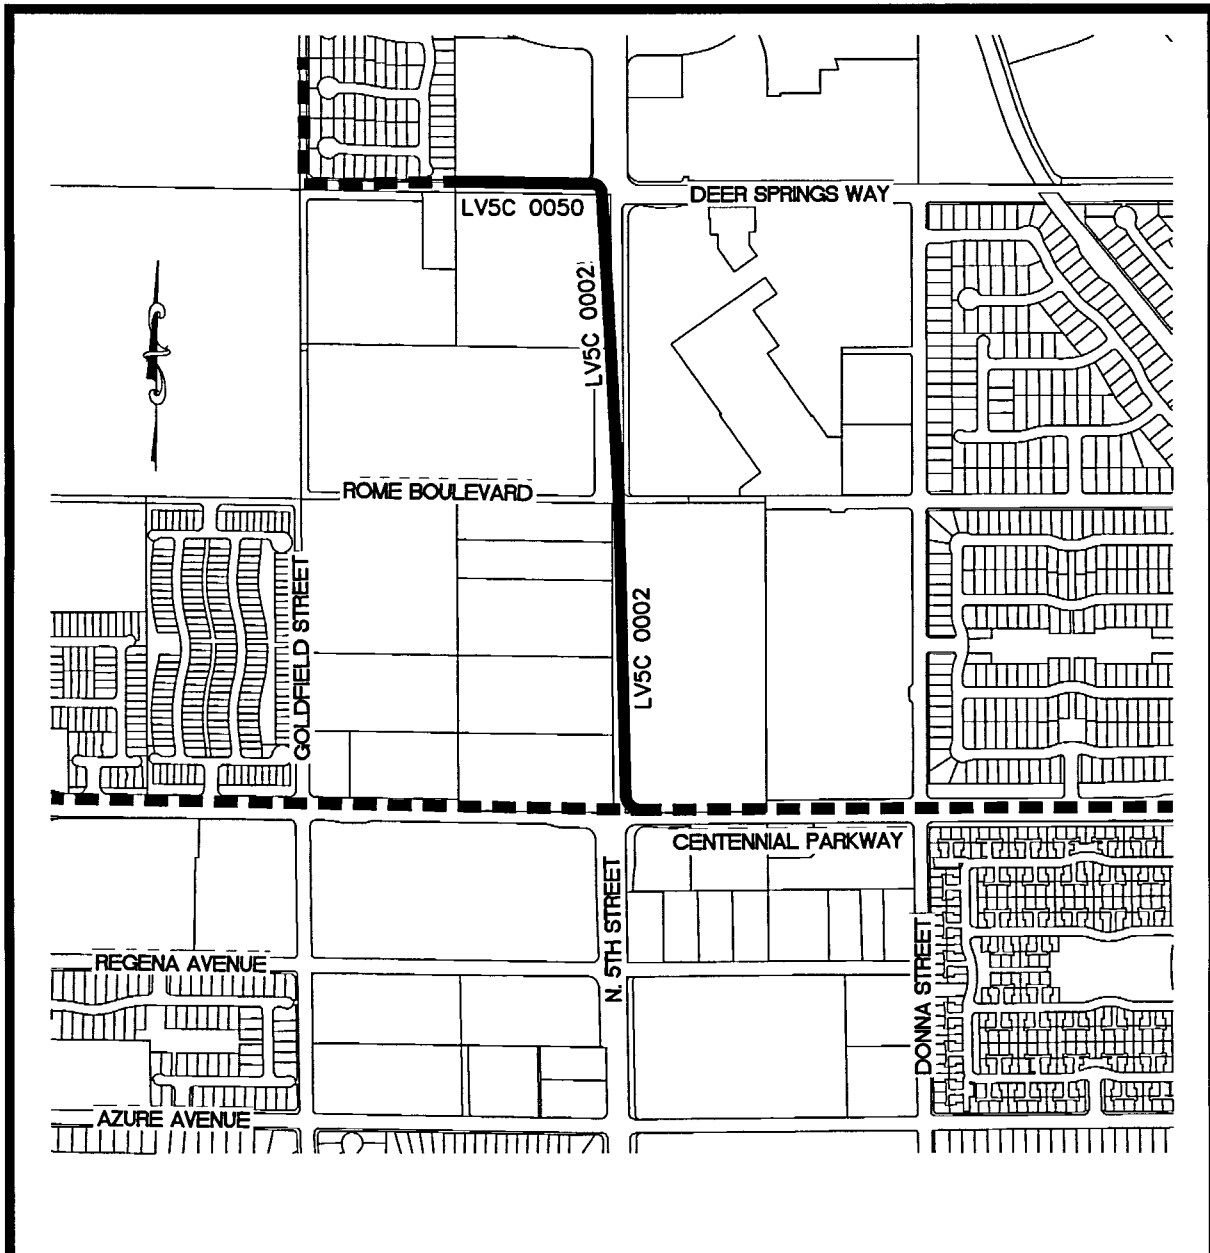 DEER SPRINGS WAY
LV5C 0050
LV5C 0002
ROME BOULEVARD
GOLDFIELD STREET
LV5C 0002
CENTENNIAL PARKWAY
N. 5TH STREET
REGENA AVENUE
DONNA STREET
AZURE AVENUE